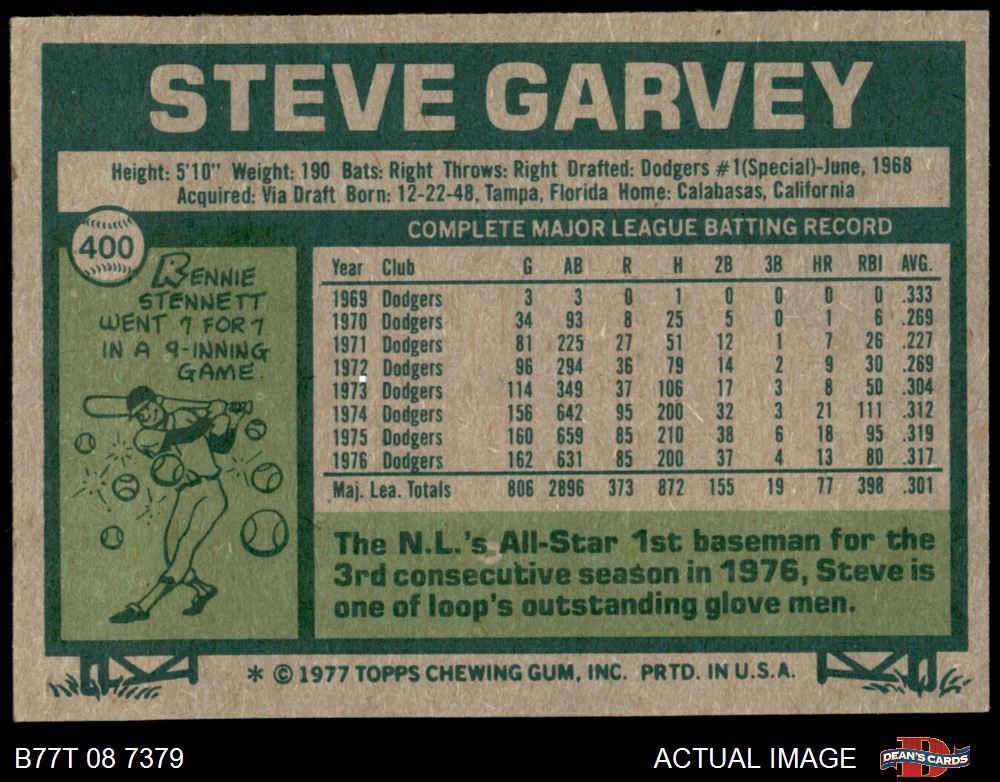 STEVE GARVEY
Height: 5'10" Weight: 190 Bats: Right Throws: Right Drafted: Dodgers #1(Special)-June, 1968
Acquired: Via Draft Born: 12-22-48, Tampa, Florida Home: Calabasas, California
400
RENNIE
STENNETT
WENT 7 FOR 7
IN A 9-INNING
GAME.
COMPLETE MAJOR LEAGUE BATTING RECORD
Year Club G AB R H 2B 3B HR RBI AVG.
1969 Dodgers 3 3 0 1 0 0 0 0 .333
1970 Dodgers 34 93 8 25 5 0 1 6 .269
1971 Dodgers 81 225 27 51 12 1 7 26 .227
1972 Dodgers 96 294 36 79 14 2 9 30 .269
1973 Dodgers 114 349 37 106 17 3 8 50 .304
1974 Dodgers 156 642 95 200 32 3 21 111 .312
1975 Dodgers 160 659 85 210 38 6 18 95 .319
1976 Dodgers 162 631 85 200 37 4 13 80 .317
Maj. Lea. Totals 806 2896 373 872 155 19 77 398 .301
The N.L.'s All-Star 1st baseman for the
3rd consecutive season in 1976, Steve is
one of loop's outstanding glove men.
* © 1977 TOPPS CHEWING GUM, INC. PRTD. IN U.S.A.
B77T 08 7379
ACTUAL IMAGE
DEAN'S CARDS